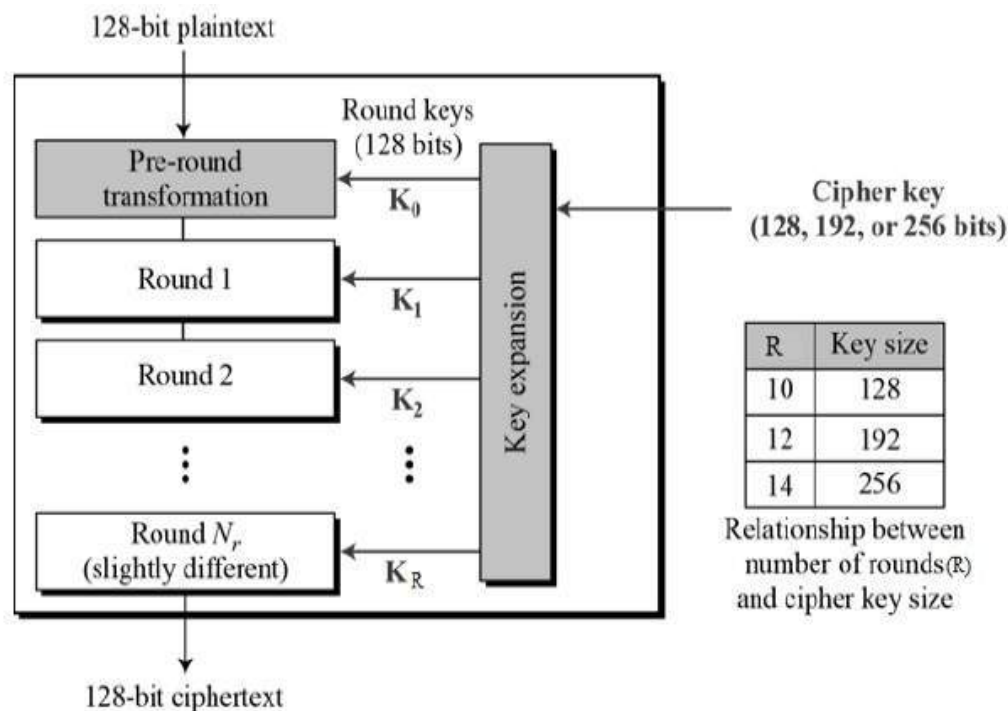 128-bit plaintext
Round keys
(128 bits)
Pre-round
transformation
K₀
Cipher key
(128, 192, or 256 bits)
Round 1
K₁
Round 2
K₂
Key expansion
Round Nᵣ
(slightly different)
K_R
128-bit ciphertext
R Key size
10 128
12 192
14 256
Relationship between
number of rounds(R)
and cipher key size